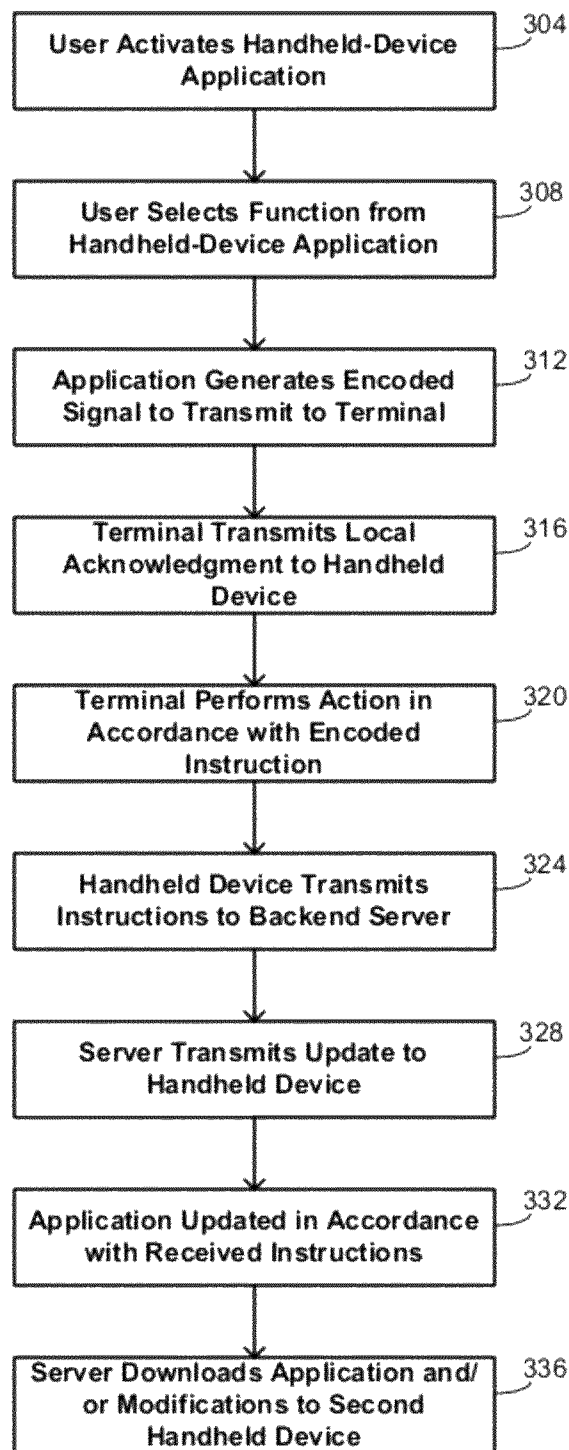 User Activates Handheld-Device
Application
304
User Selects Function from
Handheld-Device Application
308
Application Generates Encoded
Signal to Transmit to Terminal
312
Terminal Transmits Local
Acknowledgment to Handheld
Device
316
Terminal Performs Action in
Accordance with Encoded
Instruction
320
Handheld Device Transmits
Instructions to Backend Server
324
Server Transmits Update to
Handheld Device
328
Application Updated in Accordance
with Received Instructions
332
Server Downloads Application and/
or Modifications to Second
Handheld Device
336